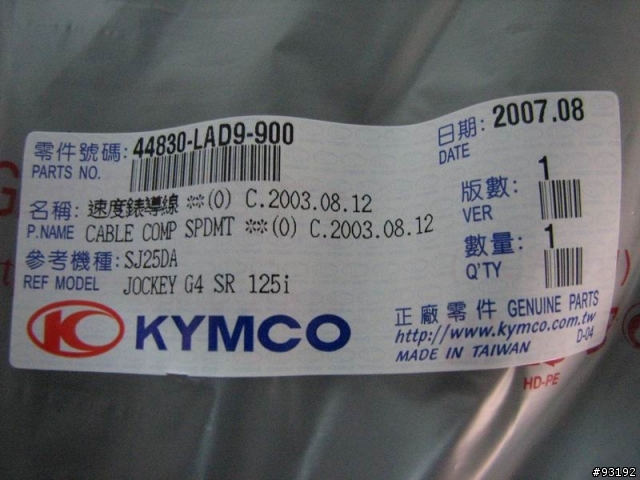 零件號碼: 44830-LAD9-900
PARTS NO.
日期: 2007.08
DATE
名稱: 速度錶導線 **(0) C.2003.08.12
P.NAME CABLE COMP SPDMT **(0) C.2003.08.12
版數: 1
VER
參考機種: SJ25DA
REF MODEL JOCKEY G4 SR 125i
數量: 1
Q'TY
KYMCO
正廠零件 GENUINE PARTS
http://www.kymco.com.tw
MADE IN TAIWAN D-04
HD-PE
#93192